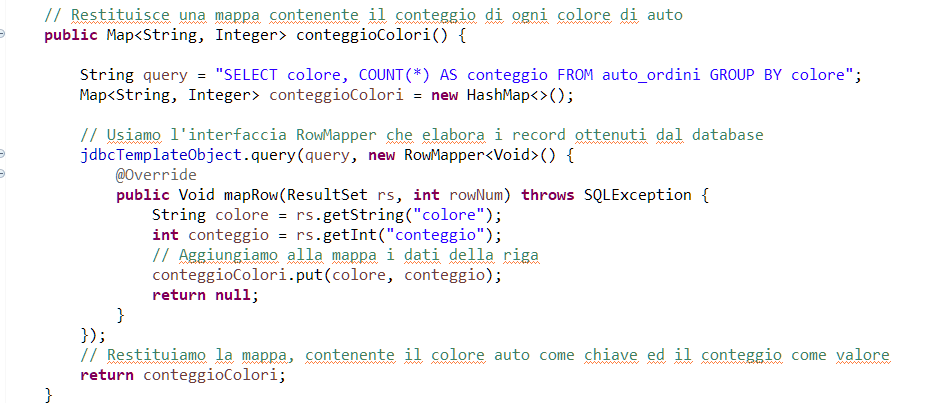 // Restituisce una mappa contenente il conteggio di ogni colore di auto
public Map<String, Integer> conteggioColori() {
String query = "SELECT colore, COUNT(*) AS conteggio FROM auto_ordini GROUP BY colore";
Map<String, Integer> conteggioColori = new HashMap<>();
// Usiamo l'interfaccia RowMapper che elabora i record ottenuti dal database
jdbcTemplateObject.query(query, new RowMapper<Void>() {
@Override
public Void mapRow(ResultSet rs, int rowNum) throws SQLException {
String colore = rs.getString("colore");
int conteggio = rs.getInt("conteggio");
// Aggiungiamo alla mappa i dati della riga
conteggioColori.put(colore, conteggio);
return null;
}
});
// Restituiamo la mappa, contenente il colore auto come chiave ed il conteggio come valore
return conteggioColori;
}